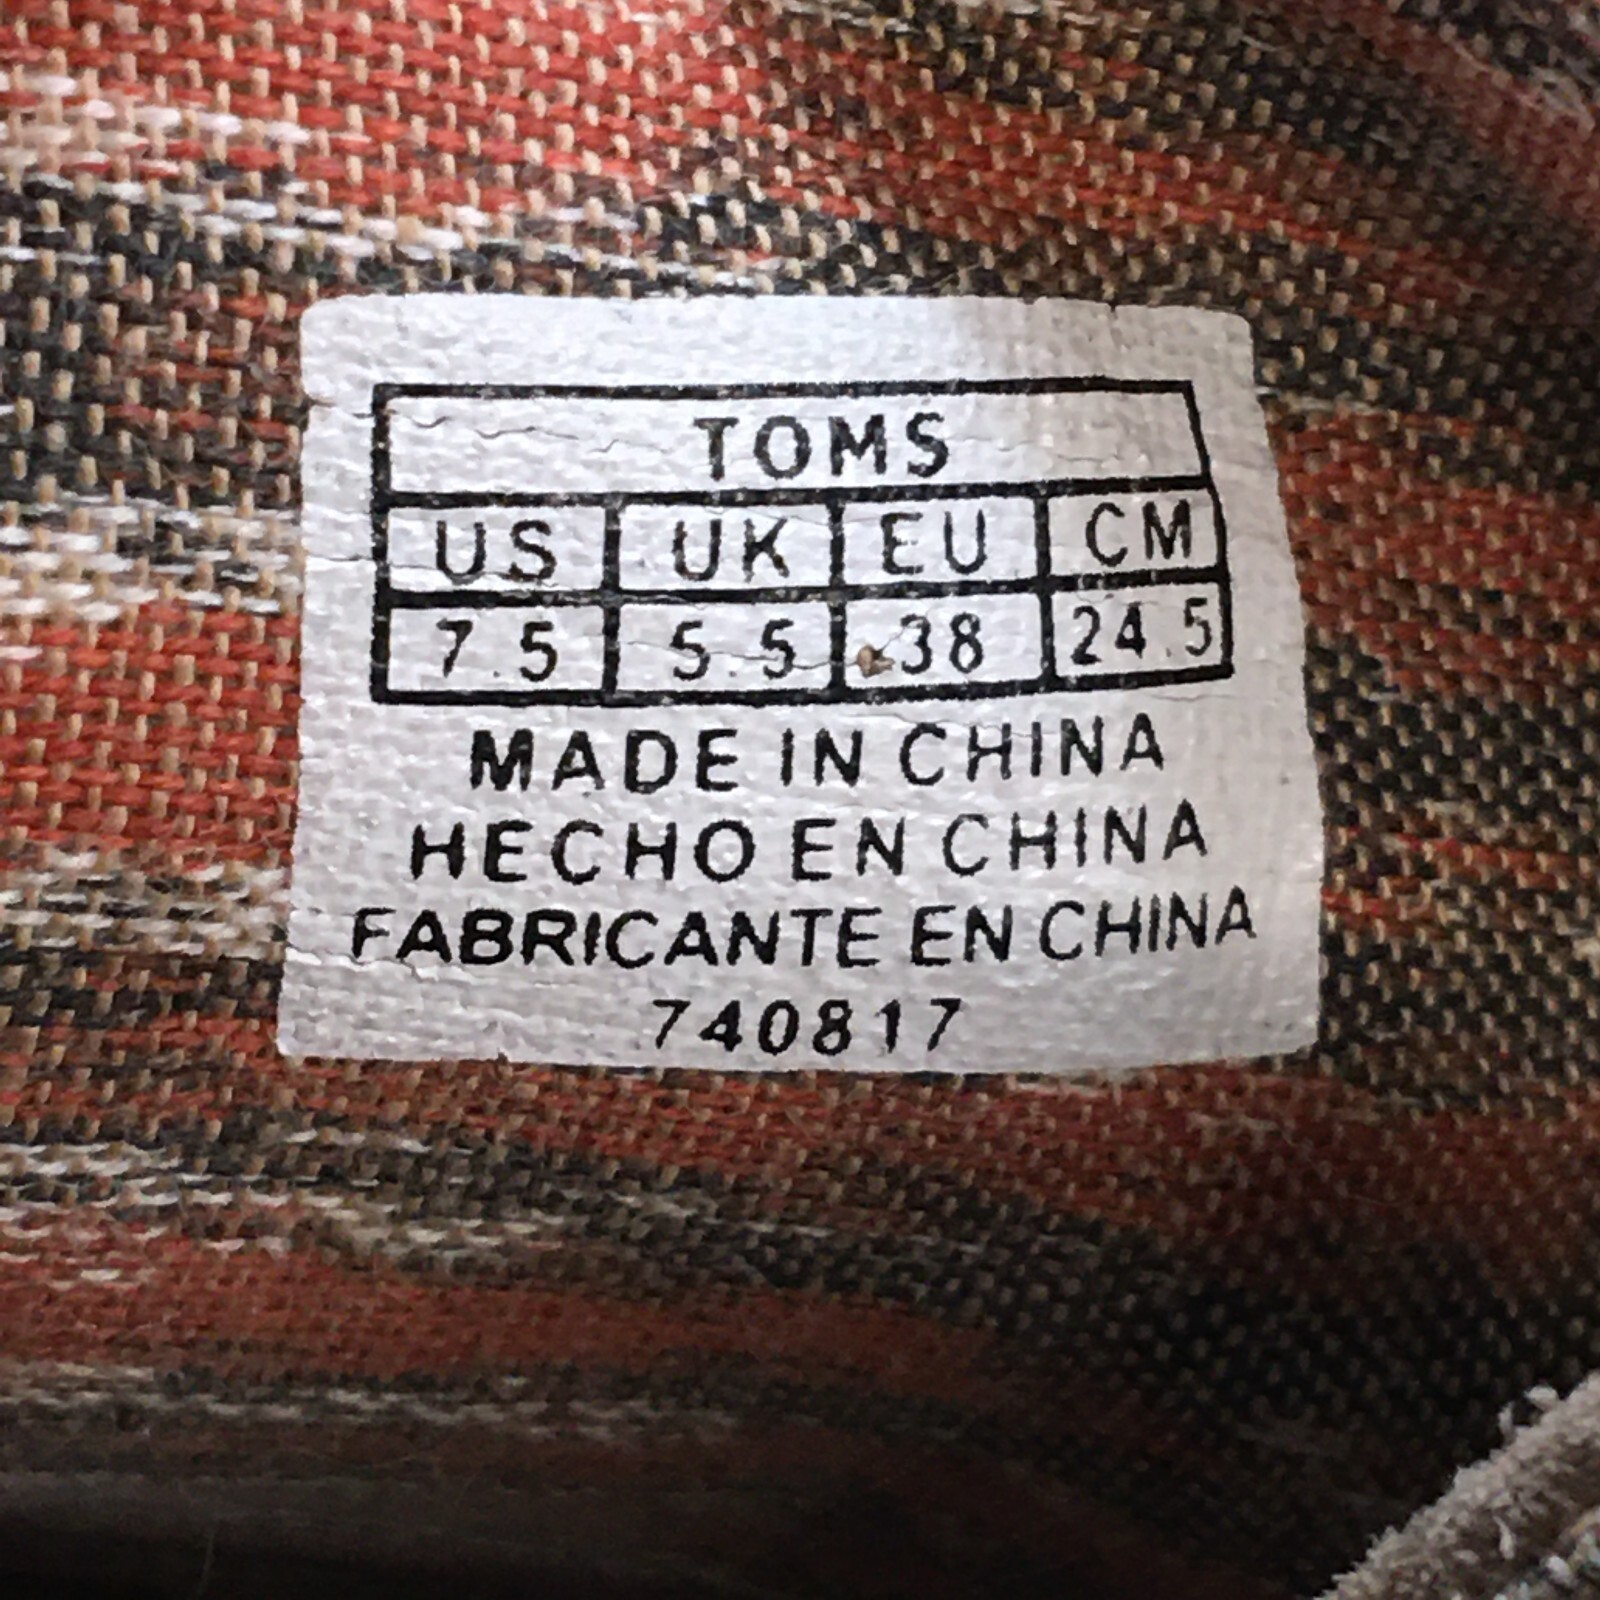 TOMS
US UK EU CM
7.5 5.5 38 24.5
MADE IN CHINA
HECHO EN CHINA
FABRICANTE EN CHINA
740817